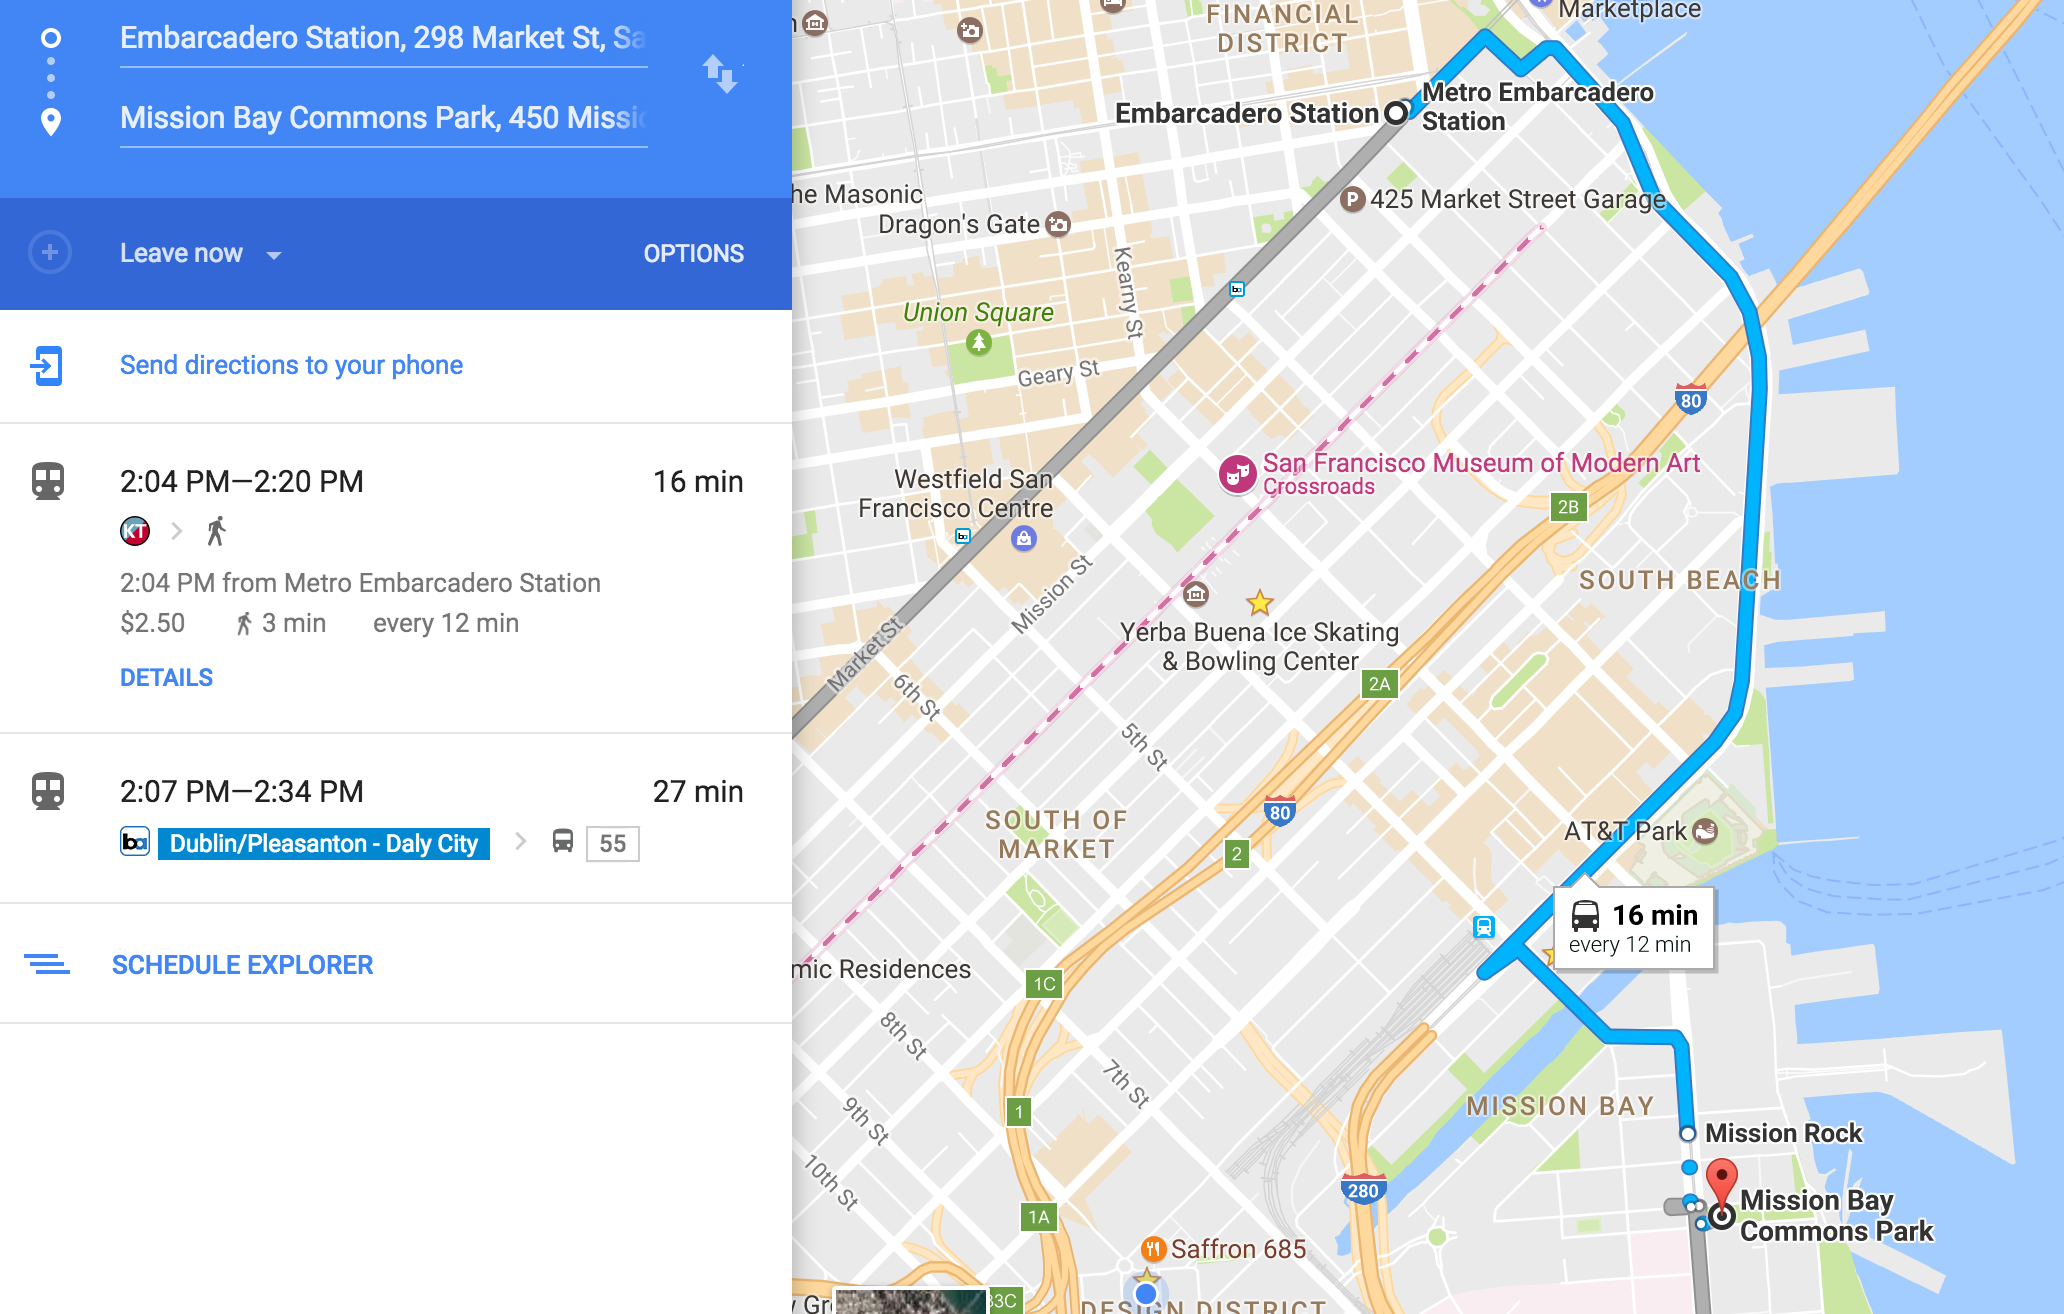 Embarcadero Station, 298 Market St, Sa
Mission Bay Commons Park, 450 Missi
Leave now
OPTIONS
Send directions to your phone
2:04 PM—2:20 PM
16 min
KT
2:04 PM from Metro Embarcadero Station
$2.50
3 min
every 12 min
DETAILS
2:07 PM—2:34 PM
27 min
ba
Dublin/Pleasanton - Daly City
55
SCHEDULE EXPLORER
FINANCIAL
DISTRICT
Marketplace
Embarcadero Station
Metro Embarcadero
Station
he Masonic
Dragon's Gate
P
425 Market Street Garage
Kearny St
ba
Union Square
Geary St
80
San Francisco Museum of Modern Art
Crossroads
Westfield San
Francisco Centre
ba
2B
Mission St
SOUTH BEACH
Yerba Buena Ice Skating
& Bowling Center
Market St
6th St
2A
5th St
80
SOUTH OF
MARKET
AT&T Park
2
16 min
every 12 min
mic Residences
1C
8th St
7th St
9th St
1
MISSION BAY
Mission Rock
10th St
280
1A
Mission Bay
Commons Park
Saffron 685
y Gr
33C
DESIGN DISTRICT